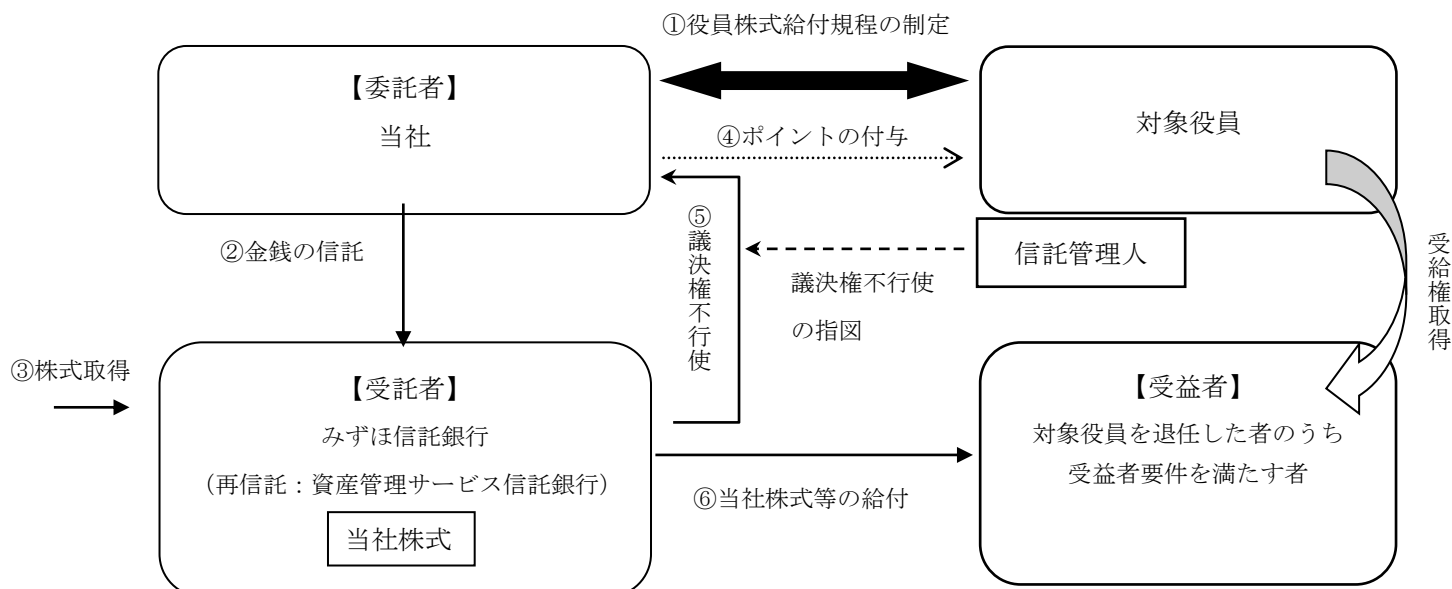 ①役員株式給付規程の制定
【委託者】
当社
対象役員
④ポイントの付与
②金銭の信託
⑤議決権不行使
信託管理人
議決権不行使
の指図
受給権取得
③株式取得
【受託者】
みずほ信託銀行
（再信託：資産管理サービス信託銀行）
当社株式
【受益者】
対象役員を退任した者のうち
受益者要件を満たす者
⑥当社株式等の給付